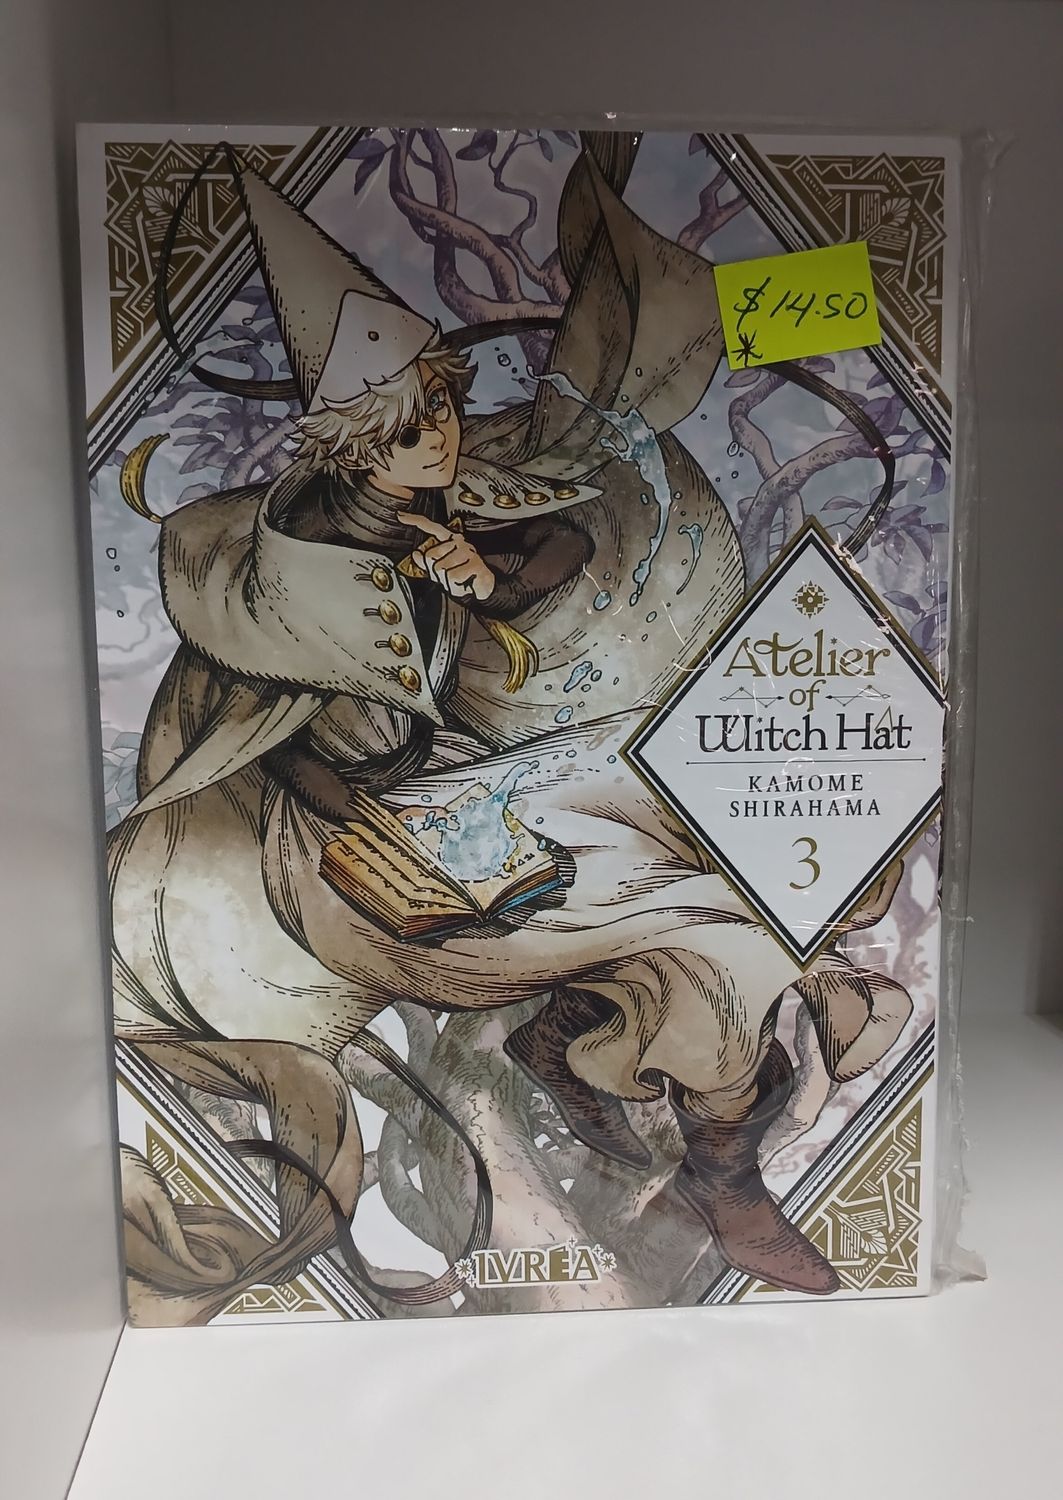 $ 14.50
*
Atelier
of
Witch Hat
KAMOME
SHIRAHAMA
3
IVREA